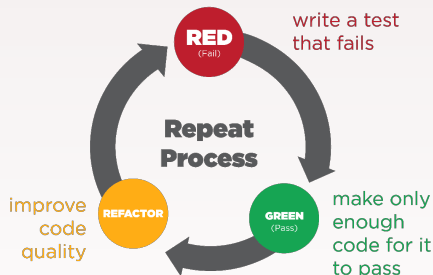 RED
(Fail)
write a test
that fails
Repeat
Process
improve
code
quality
REFACTOR
GREEN
(Pass)
make only
enough
code for it
to pass